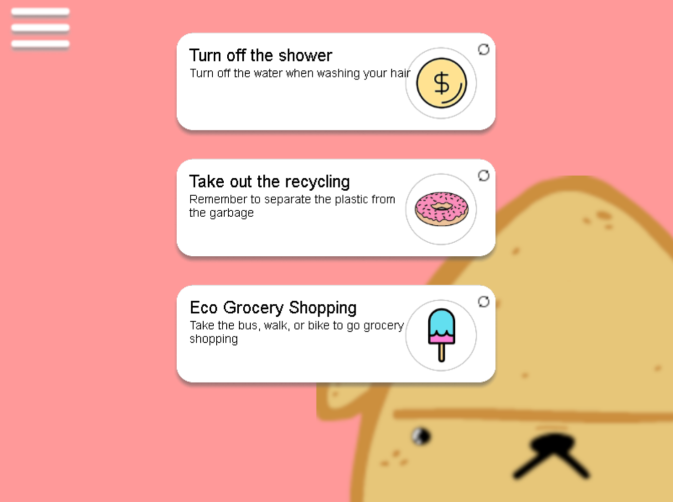 Turn off the shower
Turn off the water when washing your hair
$
Take out the recycling
Remember to separate the plastic from
the garbage
Eco Grocery Shopping
Take the bus, walk, or bike to go grocery
shopping